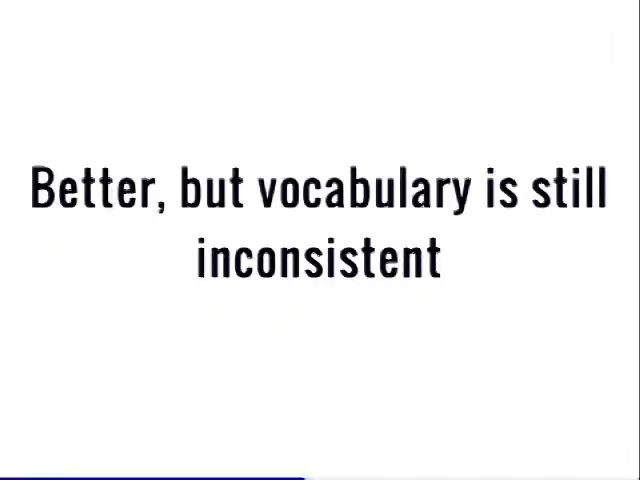 Better, but vocabulary is still
inconsistent